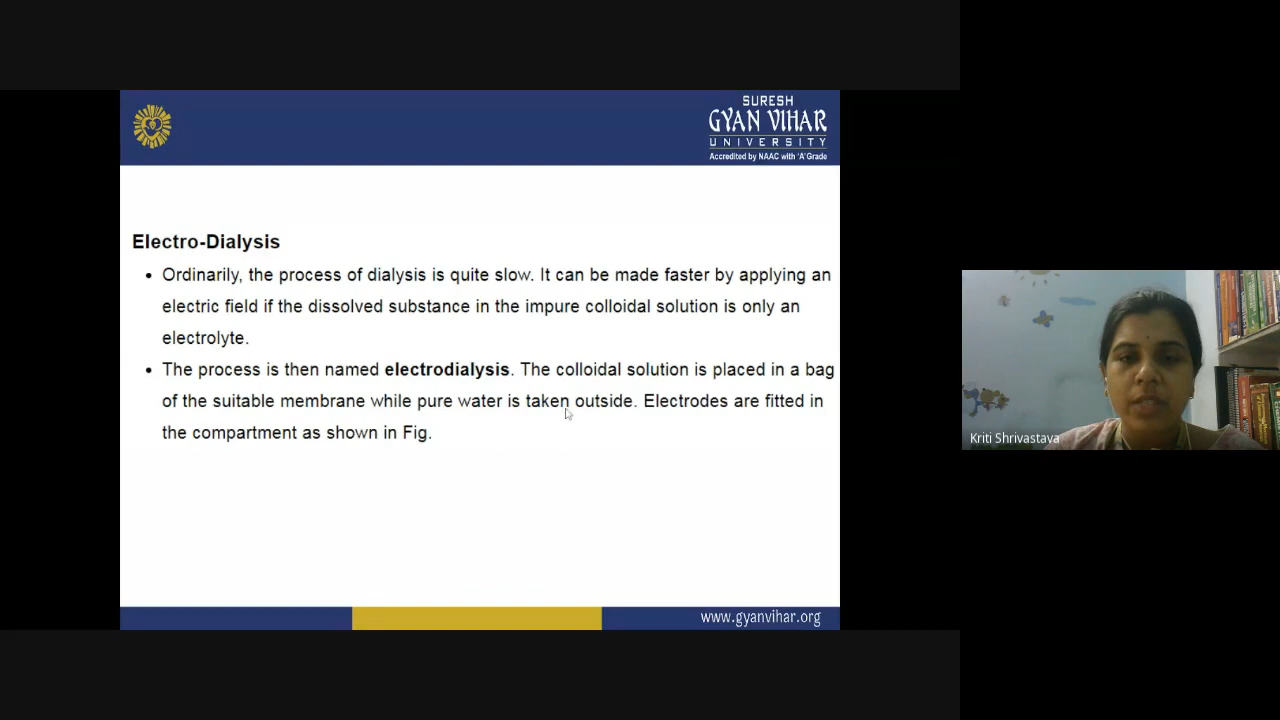 SURESH
GYAN VIHAR
UNIVERSITY
Accredited by NAAC with 'A' Grade
Electro-Dialysis
• Ordinarily, the process of dialysis is quite slow. It can be made faster by applying an
electric field if the dissolved substance in the impure colloidal solution is only an
electrolyte.
• The process is then named electrodialysis. The colloidal solution is placed in a bag
of the suitable membrane while pure water is taken outside. Electrodes are fitted in
the compartment as shown in Fig.
Kriti Shrivastava
www.gyanvihar.org